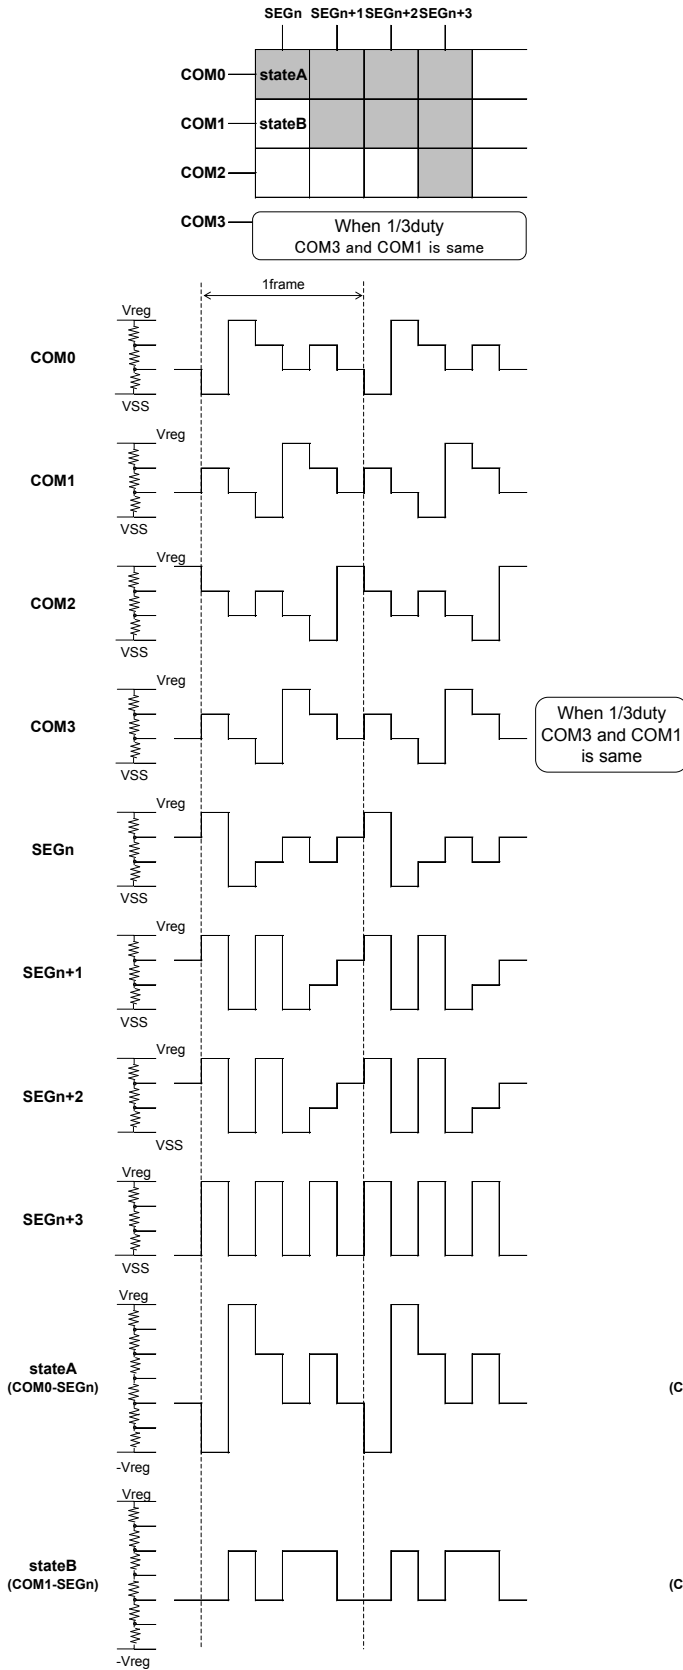 SEGn SEGn+1 SEGn+2 SEGn+3
COM0 stateA
COM1 stateB
COM2
COM3
When 1/3duty
COM3 and COM1 is same
1frame
Vreg
COM0
VSS
Vreg
COM1
VSS
Vreg
COM2
VSS
Vreg
COM3
VSS
When 1/3duty
COM3 and COM1
is same
Vreg
SEGn
VSS
Vreg
SEGn+1
VSS
Vreg
SEGn+2
VSS
Vreg
SEGn+3
VSS
Vreg
stateA
(COM0-SEGn)
(C
-Vreg
Vreg
stateB
(COM1-SEGn)
(C
-Vreg